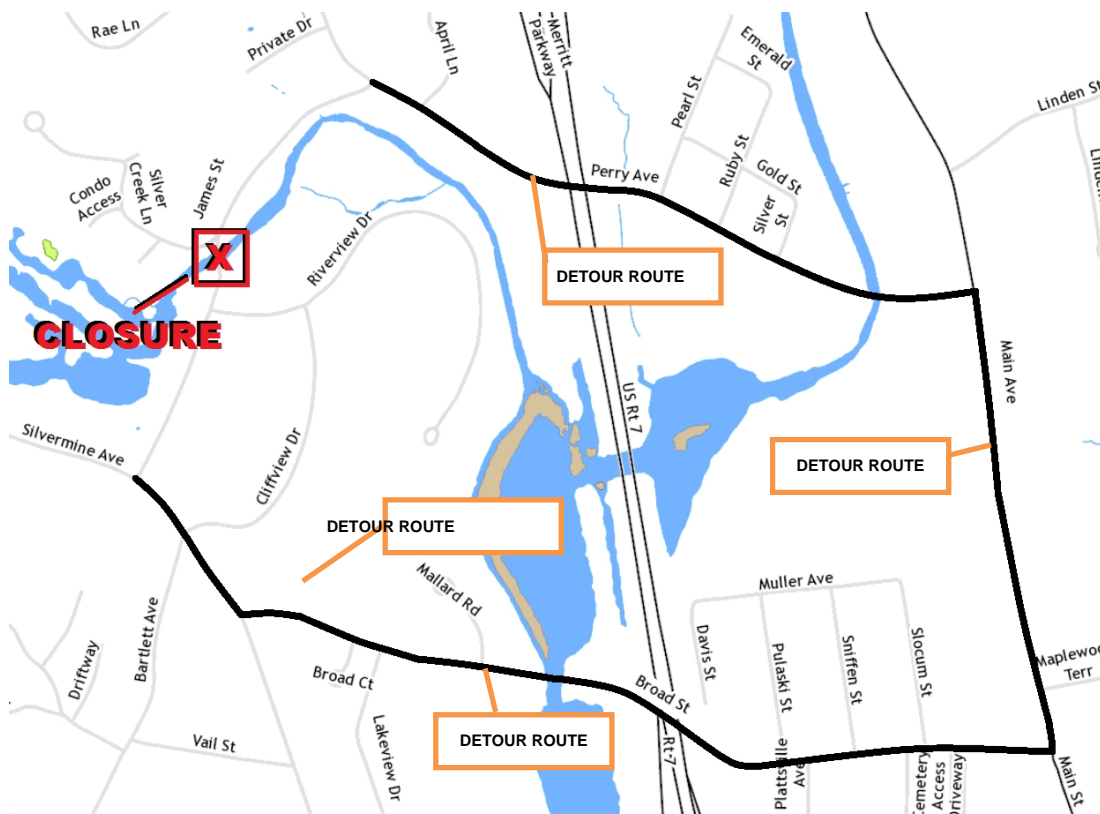 Rae Ln
Private Dr
April Ln
Merritt
Parkway
Emerald
St
Linden St
Pearl St
Ruby St
Gold St
Silver
St
Perry Ave
Condo
Access
Silver
Creek Ln
James St
Riverview Dr
X
CLOSURE
DETOUR ROUTE
US Rt 7
Main Ave
Silvermine Ave
Cliffview Dr
DETOUR ROUTE
DETOUR ROUTE
Mallard Rd
Muller Ave
Bartlett Ave
Driftway
Broad Ct
Broad St
Davis St
Pulaski St
Sniffen St
Slocum St
Maplewoo
Terr
Vail St
Lakeview Dr
DETOUR ROUTE
Rt-7
Plattsville
Ave
Cemetery
Access
Driveway
Main St